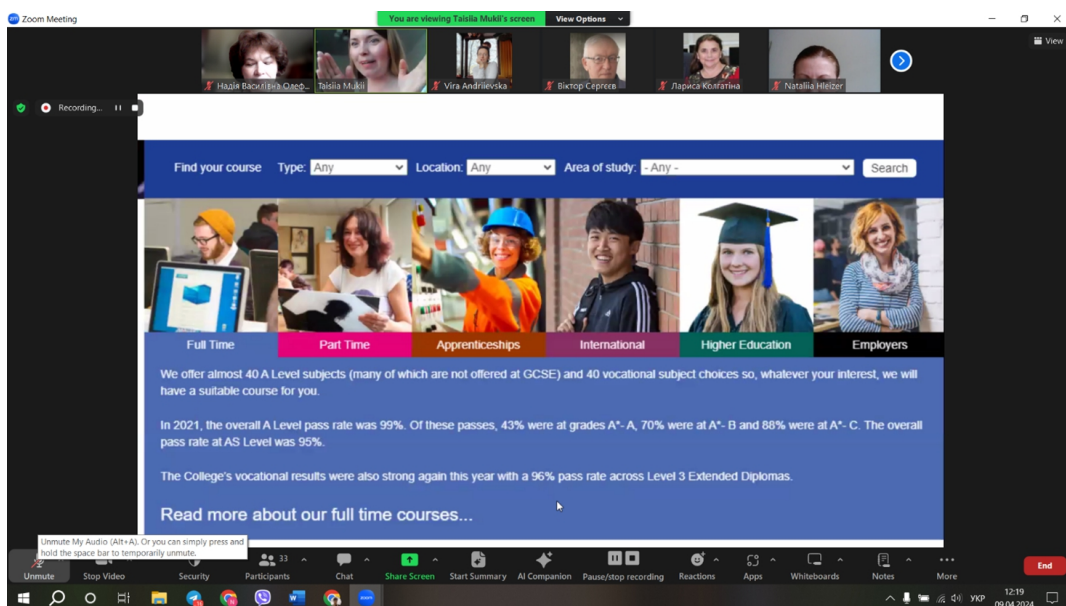 Zoom Meeting
You are viewing Taisiia Mukii's screen View Options
View
Надія Василівна Олеф... Taisiia Mukii Vira Andriievska Віктор Сергєєв Лариса Колгатіна Nataliia Hleizer
Recording...
Find your course Type: Any Location: Any Area of study: - Any - Search
Full Time Part Time Apprenticeships International Higher Education Employers
We offer almost 40 A Level subjects (many of which are not offered at GCSE) and 40 vocational subject choices so, whatever your interest, we will
have a suitable course for you.
In 2021, the overall A Level pass rate was 99%. Of these passes, 43% were at grades A*- A, 70% were at A*- B and 88% were at A*- C. The overall
pass rate at AS Level was 95%.
The College's vocational results were also strong again this year with a 96% pass rate across Level 3 Extended Diplomas.
Read more about our full time courses...
Unmute My Audio (Alt+A). Or you can simply press and
hold the space bar to temporarily unmute.
33
Unmute Stop Video Security Participants Chat Share Screen Start Summary AI Companion Pause/stop recording Reactions Apps Whiteboards Notes More End
УКР 12:19
09.04.2024